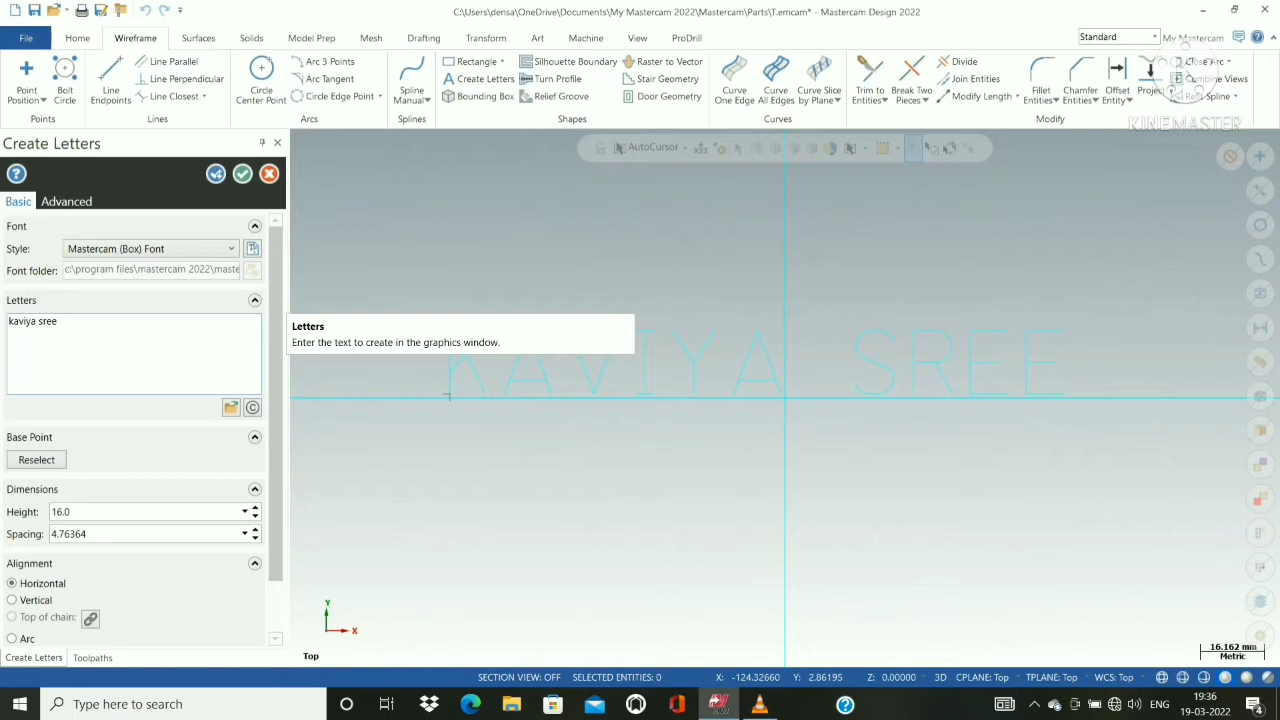 C:\Users\densa\OneDrive\Documents\My Mastercam 2022\Mastercam\Parts\T.emcam* - Mastercam Design 2022
File Home Wireframe Surfaces Solids Model Prep Mesh Drafting Transform Art Machine View ProDrill Standard My Mastercam
Point Position Bolt Circle Points
Line Endpoints Line Parallel Line Perpendicular Line Closest Lines
Circle Center Point Arc 3 Points Arc Tangent Circle Edge Point Arcs
Spline Manual Splines
Rectangle Silhouette Boundary Raster to Vector
Create Letters Turn Profile Stair Geometry
Bounding Box Relief Groove Door Geometry
Shapes
Curve One Edge Curve All Edges Curve Slice by Plane Curves
Trim to Entities Break Two Pieces Divide Join Entities Modify Length Fillet Entities Chamfer Entities Offset Entity Project Close Arc Combine Views Refit Spline
Modify
KINEMASTER
Create Letters
Basic Advanced
Font
Style: Mastercam (Box) Font
Font folder: c:\program files\mastercam 2022\maste
Letters
kaviya sree
Base Point
Reselect
Dimensions
Height: 16.0
Spacing: 4.76364
Alignment
Horizontal
Vertical
Top of chain:
Arc
Create Letters Toolpaths
AutoCursor
Letters
Enter the text to create in the graphics window.
KAVIYA SREE
Y
X
Top
16.162 mm
Metric
SECTION VIEW: OFF SELECTED ENTITIES: 0 X: -124.32660 Y: 2.86195 Z: 0.00000 3D CPLANE: Top TPLANE: Top WCS: Top
Type here to search
ENG
19:36
19-03-2022
4